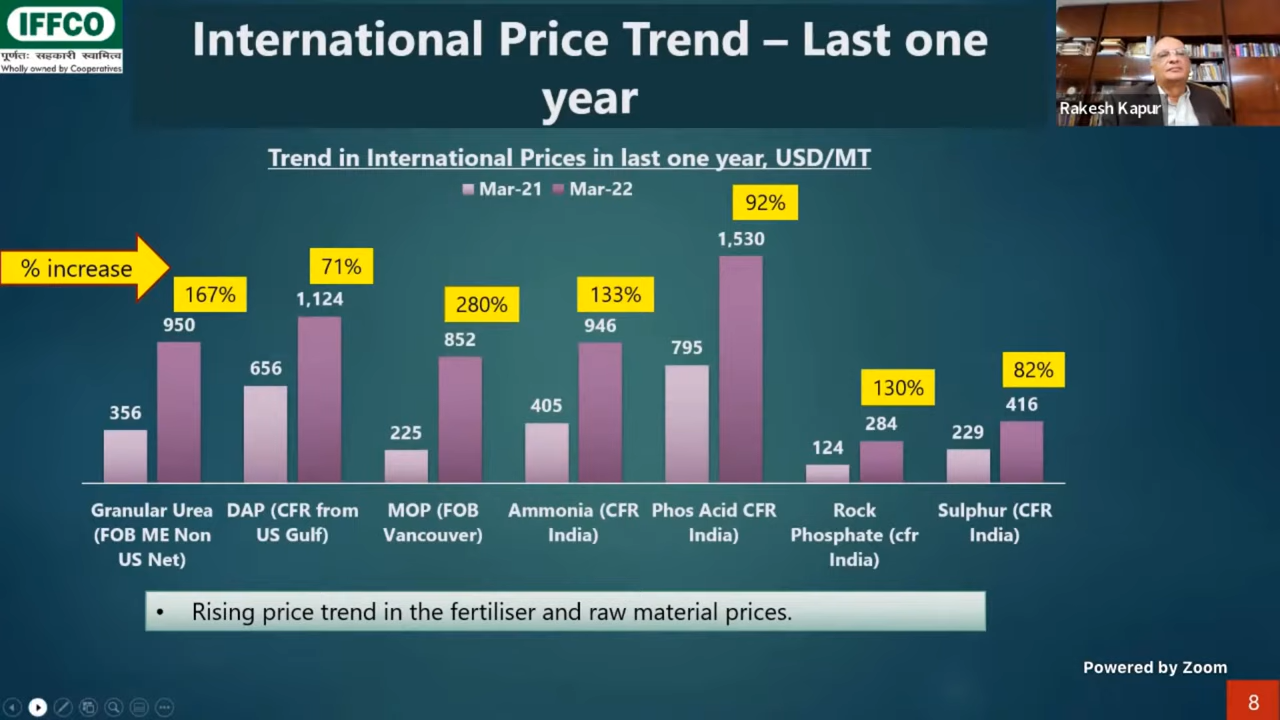 IFFCO
पूर्णतः सहकारी स्वामित्व
Wholly owned by Cooperatives
International Price Trend – Last one
year
Rakesh Kapur
Trend in International Prices in last one year, USD/MT
Mar-21 Mar-22
% increase
167%
71%
280%
133%
92%
130%
82%
356 950
656 1,124
225 852
405 946
795 1,530
124 284
229 416
Granular Urea
(FOB ME Non
US Net)
DAP (CFR from
US Gulf)
MOP (FOB
Vancouver)
Ammonia (CFR
India)
Phos Acid CFR
India)
Rock
Phosphate (cfr
India)
Sulphur (CFR
India)
• Rising price trend in the fertiliser and raw material prices.
Powered by Zoom
8